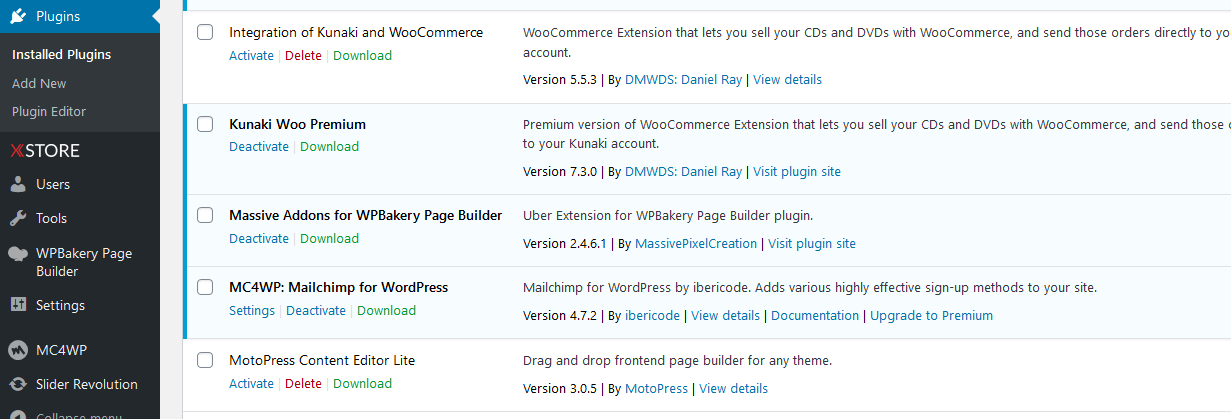 Plugins
Installed Plugins
Add New
Plugin Editor
XSTORE
Users
Tools
WPBakery Page
Builder
Settings
MC4WP
Slider Revolution
Collapse menu
Integration of Kunaki and WooCommerce
Activate | Delete | Download
WooCommerce Extension that lets you sell your CDs and DVDs with WooCommerce, and send those orders directly to yo
account.
Version 5.5.3 | By DMWDS: Daniel Ray | View details
Kunaki Woo Premium
Deactivate | Download
Premium version of WooCommerce Extension that lets you sell your CDs and DVDs with WooCommerce, and send those o
to your Kunaki account.
Version 7.3.0 | By DMWDS: Daniel Ray | Visit plugin site
Massive Addons for WPBakery Page Builder
Deactivate | Download
Uber Extension for WPBakery Page Builder plugin.
Version 2.4.6.1 | By MassivePixelCreation | Visit plugin site
MC4WP: Mailchimp for WordPress
Settings | Deactivate | Download
Mailchimp for WordPress by ibericode. Adds various highly effective sign-up methods to your site.
Version 4.7.2 | By ibericode | View details | Documentation | Upgrade to Premium
MotoPress Content Editor Lite
Activate | Delete | Download
Drag and drop frontend page builder for any theme.
Version 3.0.5 | By MotoPress | View details